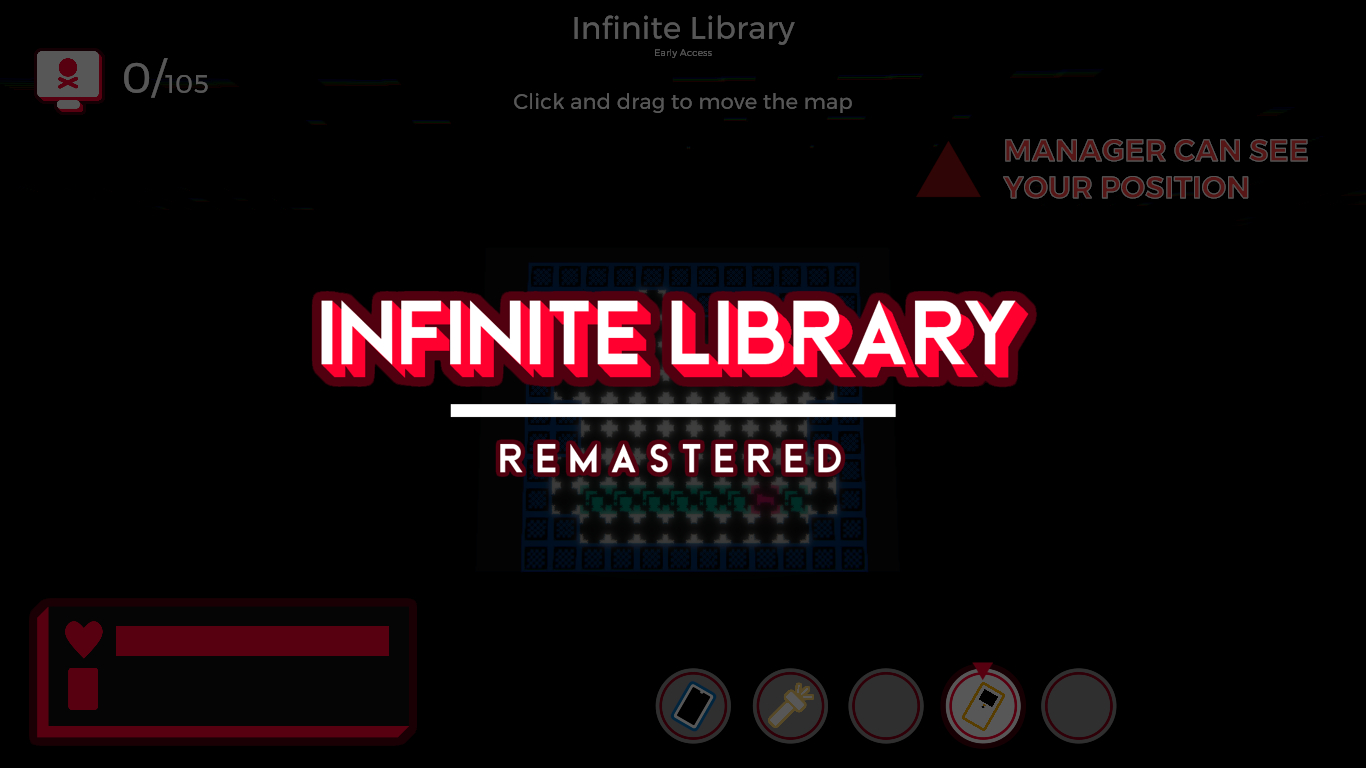 Infinite Library
Early Access
0/105
Click and drag to move the map
MANAGER CAN SEE
YOUR POSITION
INFINITE LIBRARY
REMASTERED